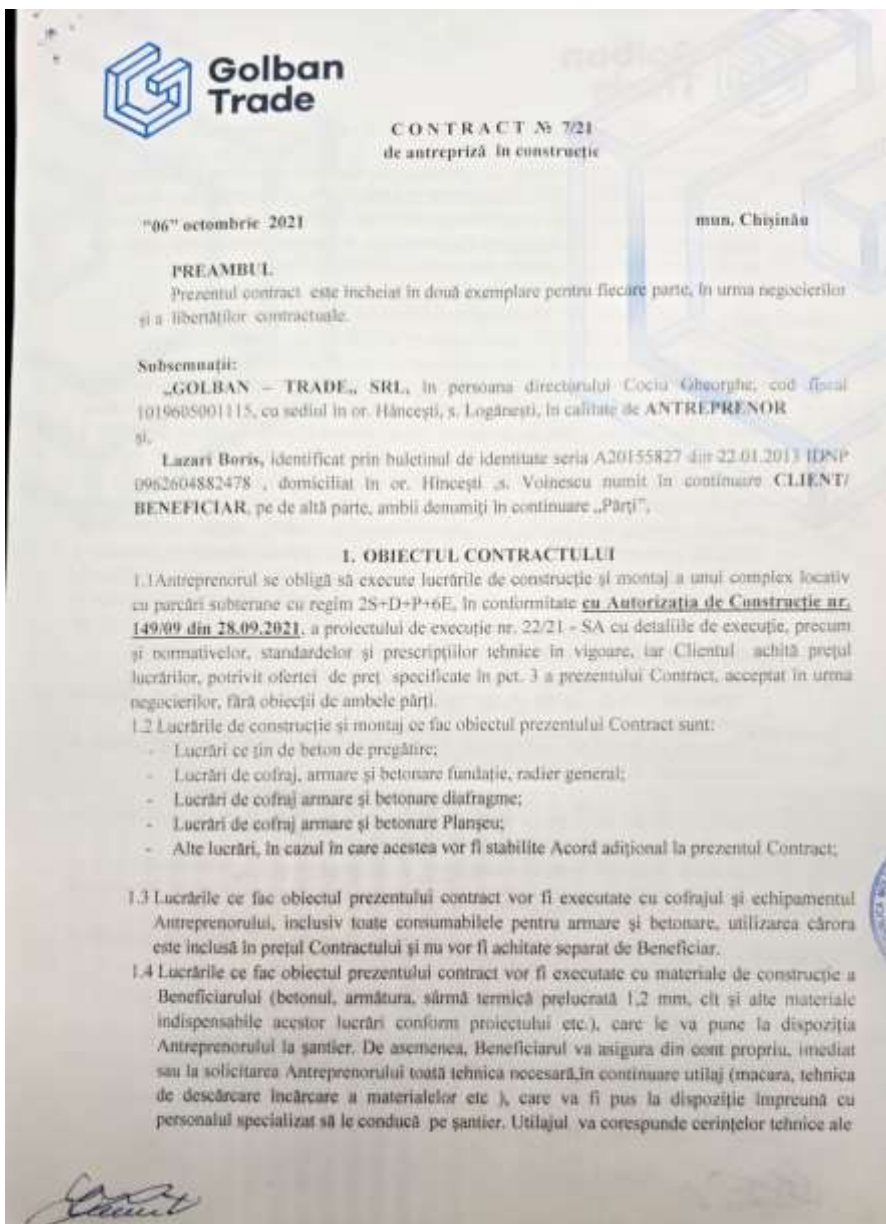 Golban
Trade
CONTRACT № 7/21
de antrepriză în construcție
"06" octombrie 2021 mun. Chișinău
PREAMBUL
Prezentul contract este încheiat în două exemplare pentru fiecare parte, în urma negocierilor
și a libertăților contractuale.
Subsemnații:
„GOLBAN – TRADE„ SRL, în persoana directorului Cociu Gheorghe, cod fiscal
1019605001115, cu sediul în or. Hâncești, s. Logănești, în calitate de ANTREPRENOR
și,
Lazari Boris, identificat prin buletinul de identitate seria A20155827 din 22.01.2013 IDNP
0962604882478 , domiciliat în or. Hîncești ,s. Voinescu numit în continuare CLIENT/
BENEFICIAR, pe de altă parte, ambii denumiți în continuare „Părți”,
1. OBIECTUL CONTRACTULUI
1.1Antreprenorul se obligă să execute lucrările de construcție și montaj a unui complex locativ
cu parcări subterane cu regim 2S+D+P+6E, în conformitate cu Autorizația de Construcție nr.
149/09 din 28.09.2021, a proiectului de execuție nr. 22/21 - SA cu detaliile de execuție, precum
și normativelor, standardelor și prescripțiilor tehnice în vigoare, iar Clientul achită prețul
lucrărilor, potrivit ofertei de preț specificate în pct. 3 a prezentului Contract, acceptat în urma
negocierilor, fără obiecții de ambele părți.
1.2 Lucrările de construcție și montaj ce fac obiectul prezentului Contract sunt:
- Lucrări ce țin de beton de pregătire;
- Lucrări de cofraj, armare și betonare fundație, radier general;
- Lucrări de cofraj armare și betonare diafragme;
- Lucrări de cofraj armare și betonare Planșeu;
- Alte lucrări, în cazul în care acestea vor fi stabilite Acord adițional la prezentul Contract;
1.3 Lucrările ce fac obiectul prezentului contract vor fi executate cu cofrajul și echipamentul
Antreprenorului, inclusiv toate consumabilele pentru armare și betonare, utilizarea cărora
este inclusă în prețul Contractului și nu vor fi achitate separat de Beneficiar.
1.4 Lucrările ce fac obiectul prezentului contract vor fi executate cu materiale de construcție a
Beneficiarului (betonul, armătura, sârmă termică prelucrată 1,2 mm, cît și alte materiale
indispensabile acestor lucrări conform proiectului etc.), care le va pune la dispoziția
Antreprenorului la șantier. De asemenea, Beneficiarul va asigura din cont propriu, imediat
sau la solicitarea Antreprenorului toată tehnica necesară,în continuare utilaj (macara, tehnica
de descărcare încărcare a materialelor etc ), care va fi pus la dispoziție împreună cu
personalul specializat să le conducă pe șantier. Utilajul va corespunde cerințelor tehnice ale